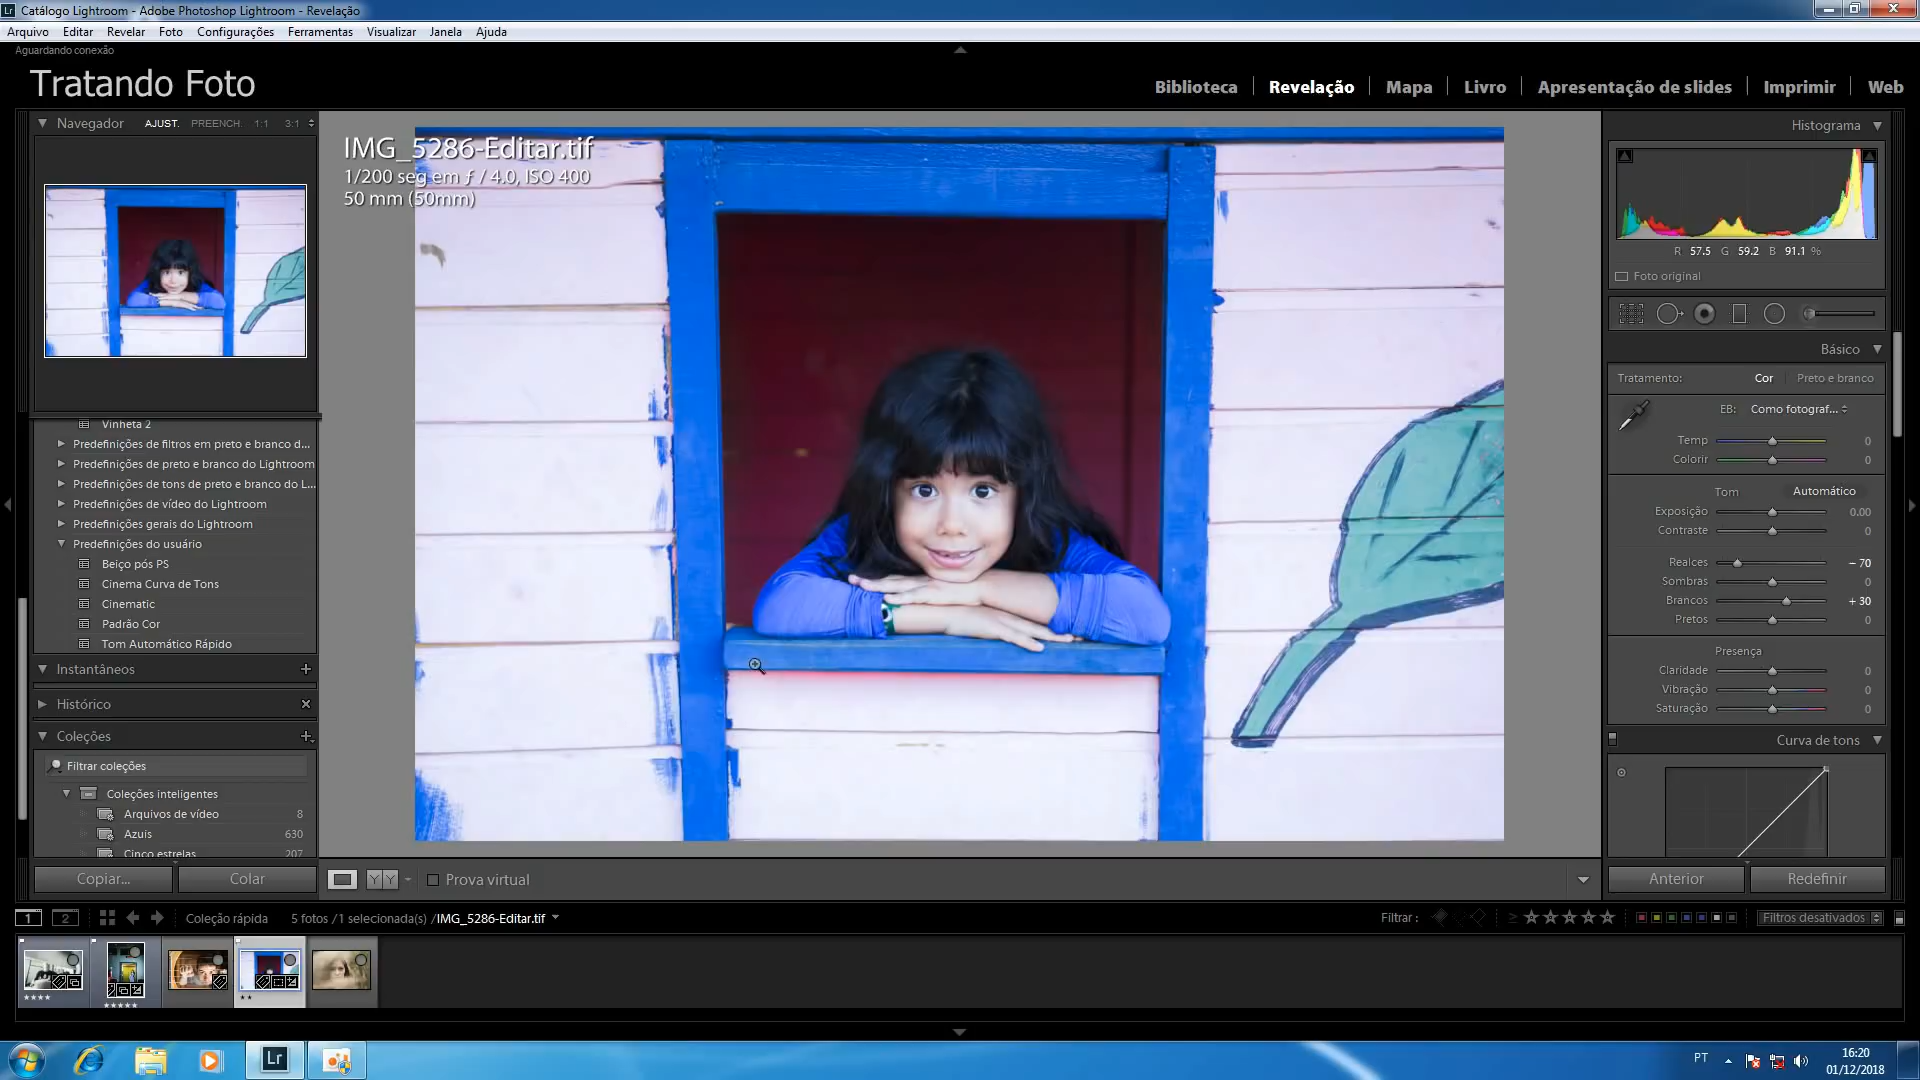 Catálogo Lightroom - Adobe Photoshop Lightroom - Revelação
Arquivo Editar Revelar Foto Configurações Ferramentas Visualizar Janela Ajuda
Aguardando conexão
Tratando Foto
Biblioteca Revelação Mapa Livro Apresentação de slides Imprimir Web
Navegador AJUST. PREENCH. 1:1 3:1
IMG_5286-Editar.tif
1/200 seg em ƒ / 4.0, ISO 400
50 mm (50mm)
Vinheta 2
Predefinições de filtros em preto e branco d...
Predefinições de preto e branco do Lightroom
Predefinições de tons de preto e branco do L...
Predefinições de vídeo do Lightroom
Predefinições gerais do Lightroom
Predefinições do usuário
Beiço pós PS
Cinema Curva de Tons
Cinematic
Padrão Cor
Tom Automático Rápido
Instantâneos
Histórico
Coleções
Filtrar coleções
Coleções inteligentes
Arquivos de vídeo 8
Azuis 630
Cinco estrelas 207
Copiar... Colar
Histograma
R 57.5 G 59.2 B 91.1 %
Foto original
Básico
Tratamento: Cor Preto e branco
EB: Como fotograf...
Temp 0
Colorir 0
Tom Automático
Exposição 0.00
Contraste 0
Realces − 70
Sombras 0
Brancos + 30
Pretos 0
Presença
Claridade 0
Vibração 0
Saturação 0
Curva de tons
Anterior Redefinir
YY Prova virtual
1 2 Coleção rápida 5 fotos /1 selecionada(s) /IMG_5286-Editar.tif
Filtrar : ≥ Filtros desativados
Lr
PT
16:20
01/12/2018